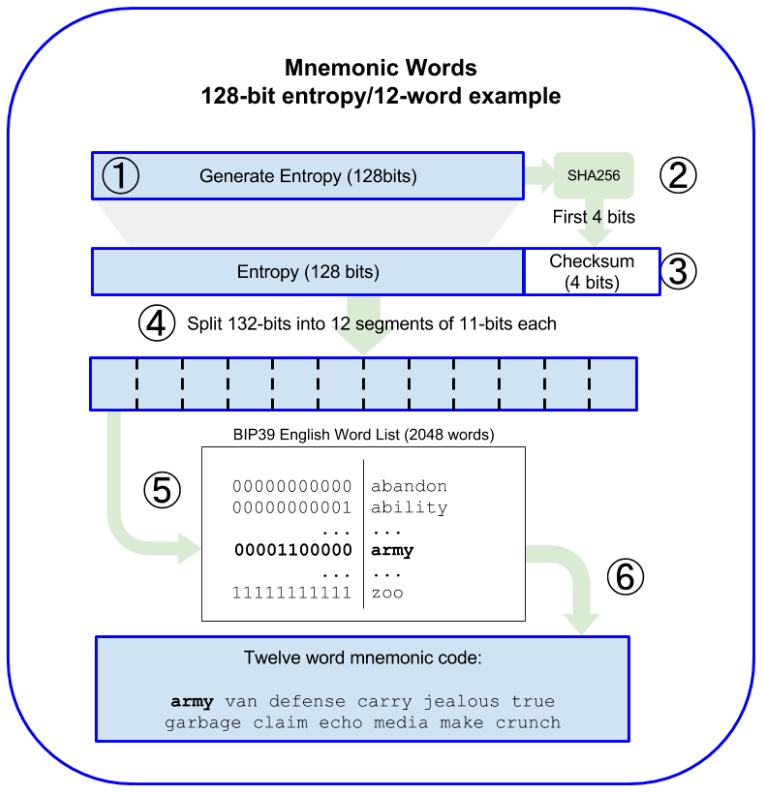 Mnemonic Words
128-bit entropy/12-word example
① Generate Entropy (128bits) SHA256 ②
First 4 bits
Entropy (128 bits) Checksum
(4 bits) ③
④ Split 132-bits into 12 segments of 11-bits each
BIP39 English Word List (2048 words)
⑤
00000000000 abandon
00000000001 ability
... ...
00001100000 army
... ...
11111111111 zoo
⑥
Twelve word mnemonic code:
army van defense carry jealous true
garbage claim echo media make crunch